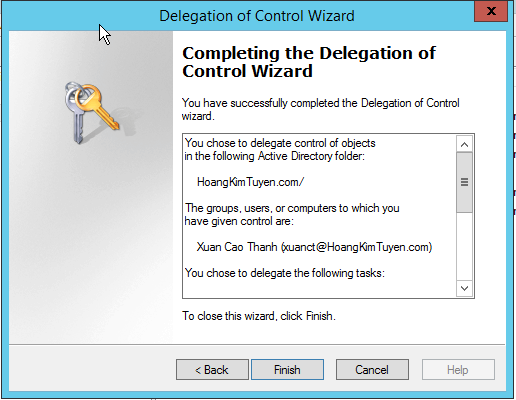 Delegation of Control Wizard
x
Completing the Delegation of
Control Wizard
You have successfully completed the Delegation of Control
wizard.
You chose to delegate control of objects
in the following Active Directory folder:
HoangKimTuyen.com/
The groups, users, or computers to which you
have given control are:
Xuan Cao Thanh (xuanct@HoangKimTuyen.com)
You chose to delegate the following tasks:
To close this wizard, click Finish.
< Back
Finish
Cancel
Help